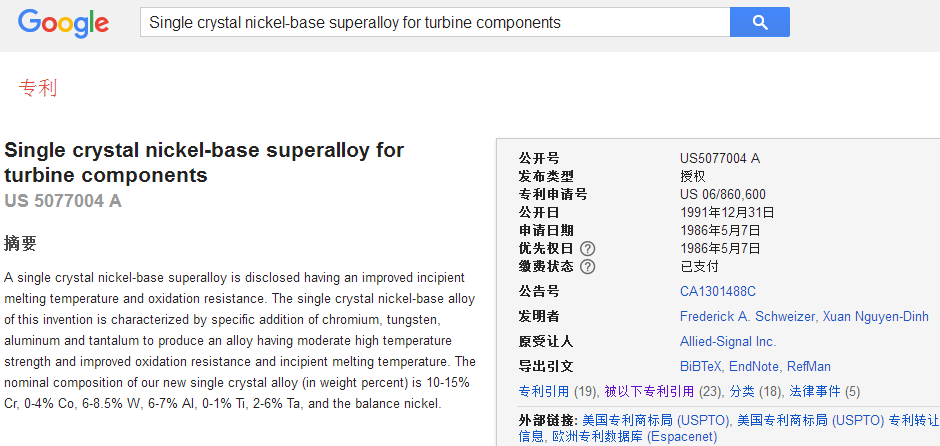 Google
Single crystal nickel-base superalloy for turbine components
专利
Single crystal nickel-base superalloy for
turbine components
US 5077004 A
摘要
A single crystal nickel-base superalloy is disclosed having an improved incipient
melting temperature and oxidation resistance. The single crystal nickel-base alloy
of this invention is characterized by specific addition of chromium, tungsten,
aluminum and tantalum to produce an alloy having moderate high temperature
strength and improved oxidation resistance and incipient melting temperature. The
nominal composition of our new single crystal alloy (in weight percent) is 10-15%
Cr, 0-4% Co, 6-8.5% W, 6-7% Al, 0-1% Ti, 2-6% Ta, and the balance nickel.
公开号 US5077004 A
发布类型 授权
专利申请号 US 06/860,600
公开日 1991年12月31日
申请日期 1986年5月7日
优先权日 ? 1986年5月7日
缴费状态 ? 已支付
公告号 CA1301488C
发明者 Frederick A. Schweizer, Xuan Nguyen-Dinh
原受让人 Allied-Signal Inc.
导出引文 BiBTeX, EndNote, RefMan
专利引用 (19), 被以下专利引用 (23), 分类 (18), 法律事件 (5)
外部链接: 美国专利商标局 (USPTO), 美国专利商标局 (USPTO) 专利转让
信息, 欧洲专利数据库 (Espacenet)